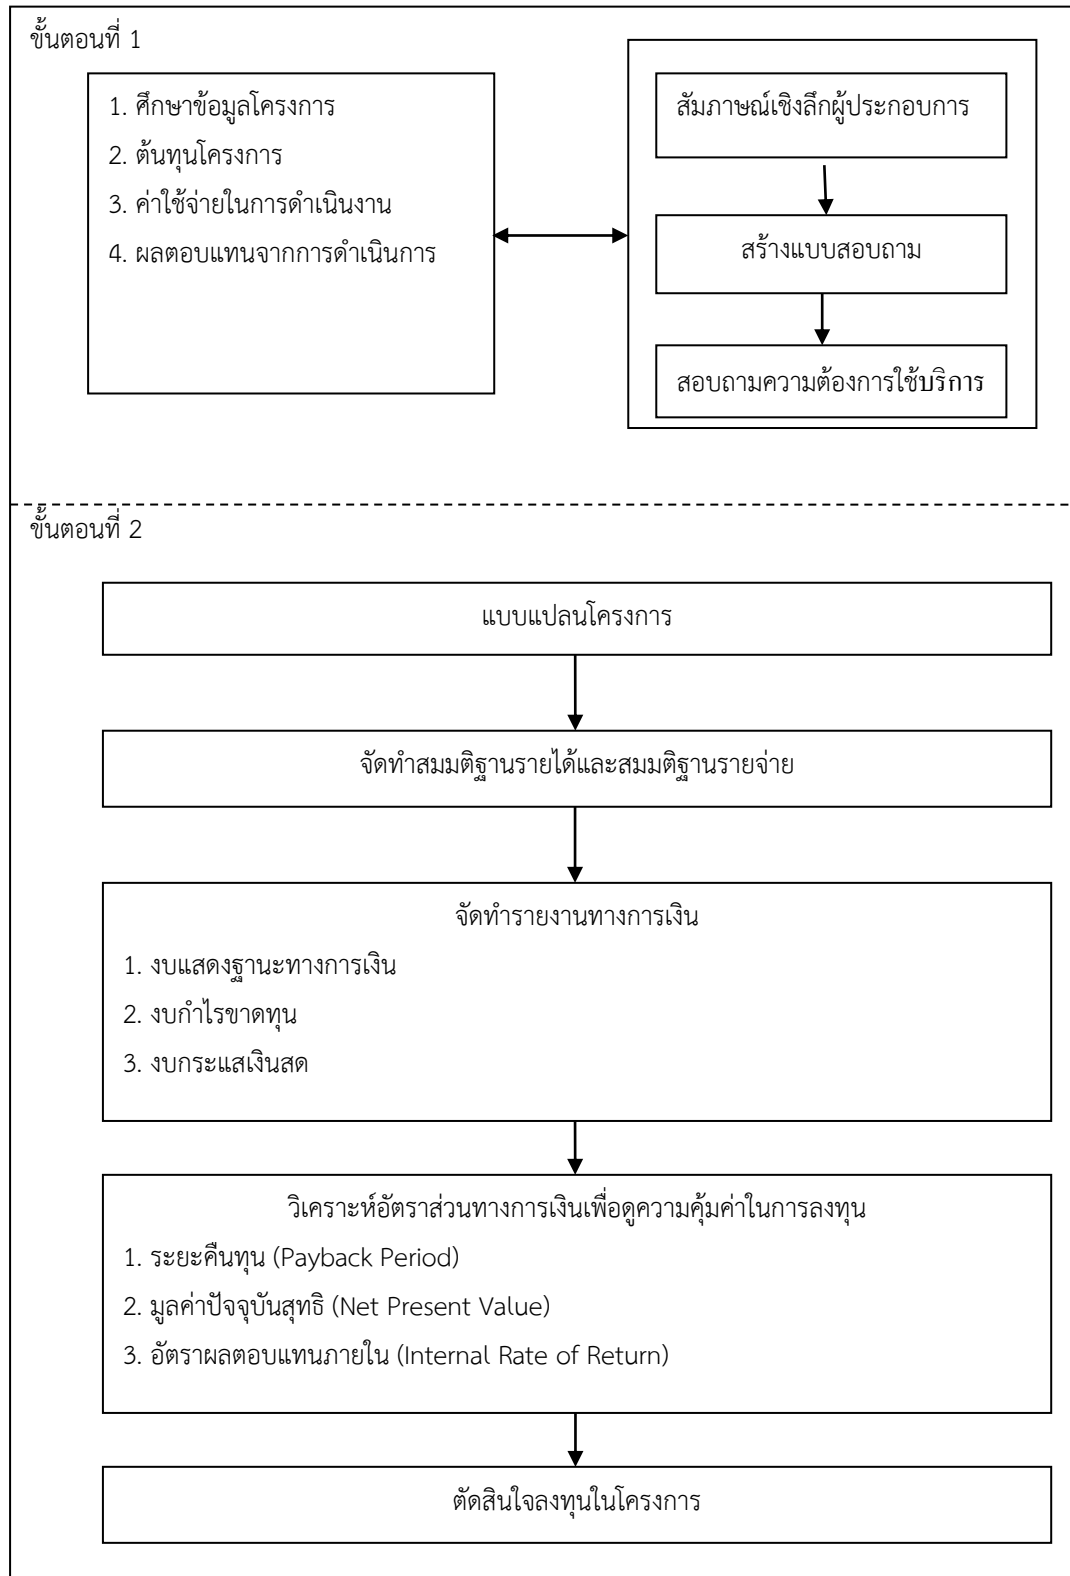 ขั้นตอนที่ 1
1. ศึกษาข้อมูลโครงการ
2. ต้นทุนโครงการ
3. ค่าใช้จ่ายในการดำเนินงาน
4. ผลตอบแทนจากการดำเนินการ
สัมภาษณ์เชิงลึกผู้ประกอบการ
สร้างแบบสอบถาม
สอบถามความต้องการใช้บริการ
ขั้นตอนที่ 2
แบบแปลนโครงการ
จัดทำสมมติฐานรายได้และสมมติฐานรายจ่าย
จัดทำรายงานทางการเงิน
1. งบแสดงฐานะทางการเงิน
2. งบกำไรขาดทุน
3. งบกระแสเงินสด
วิเคราะห์อัตราส่วนทางการเงินเพื่อดูความคุ้มค่าในการลงทุน
1. ระยะคืนทุน (Payback Period)
2. มูลค่าปัจจุบันสุทธิ (Net Present Value)
3. อัตราผลตอบแทนภายใน (Internal Rate of Return)
ตัดสินใจลงทุนในโครงการ